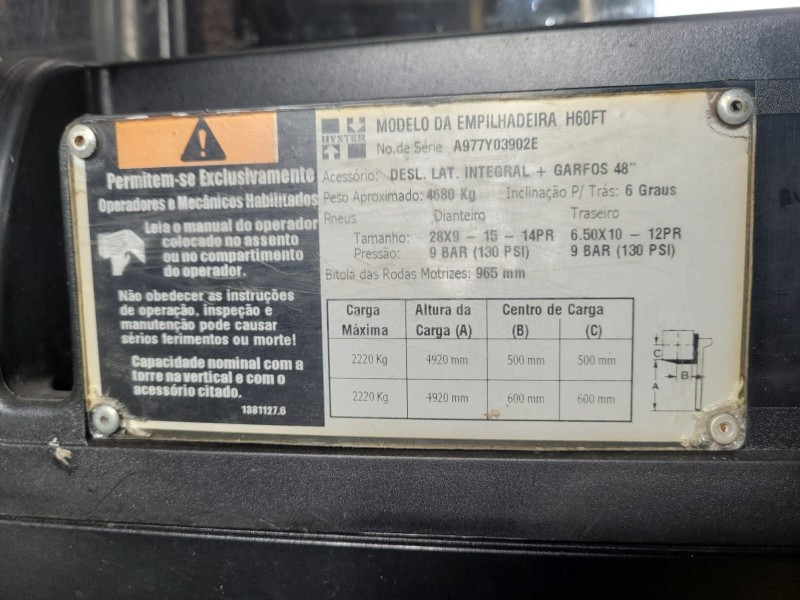 Permitem-se Exclusivamente
Operadores e Mecânicos Habilitados
Leia o manual do operador
colocado no assento
ou no compartimento
do operador.
Não obedecer as instruções
de operação, inspeção e
manutenção pode causar
sérios ferimentos ou morte!
Capacidade nominal com a
torre na vertical e com o
acessório citado.
1381127.6
HYSTER
MODELO DA EMPILHADEIRA H60FT
No.de Série A977Y03902E
Acessório: DESL. LAT. INTEGRAL + GARFOS 48"
Peso Aproximado: 4680 Kg Inclinação P/ Trás: 6 Graus
Pneus Dianteiro Traseiro
Tamanho: 28X9 - 15 - 14PR 6.50X10 - 12PR
Pressão: 9 BAR (130 PSI) 9 BAR (130 PSI)
Bitola das Rodas Motrizes: 965 mm
Carga Máxima Altura da Carga (A) Centro de Carga (B) (C)
2220 Kg 4920 mm 500 mm 500 mm
2220 Kg 4920 mm 600 mm 600 mm
C
B
A